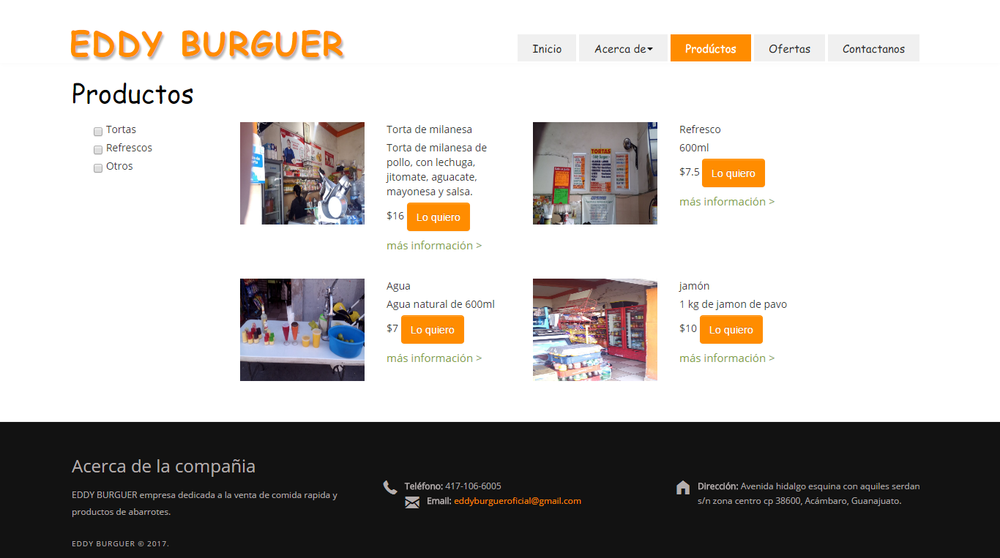 EDDY BURGUER
Inicio
Acerca de
Prodúctos
Ofertas
Contactanos
Productos
Tortas
Refrescos
Otros
Torta de milanesa
Torta de milanesa de
pollo, con lechuga,
jitomate, aguacate,
mayonesa y salsa.
$16 Lo quiero
más información >
TORTAS
Refresco
600ml
$7.5 Lo quiero
más información >
Agua
Agua natural de 600ml
$7 Lo quiero
más información >
jamón
1 kg de jamon de pavo
$10 Lo quiero
más información >
Acerca de la compañia
EDDY BURGUER empresa dedicada a la venta de comida rapida y
productos de abarrotes.
EDDY BURGUER © 2017.
Teléfono: 417-106-6005
Email: eddyburgueroficial@gmail.com
Dirección: Avenida hidalgo esquina con aquiles serdan
s/n zona centro cp 38600, Acámbaro, Guanajuato.